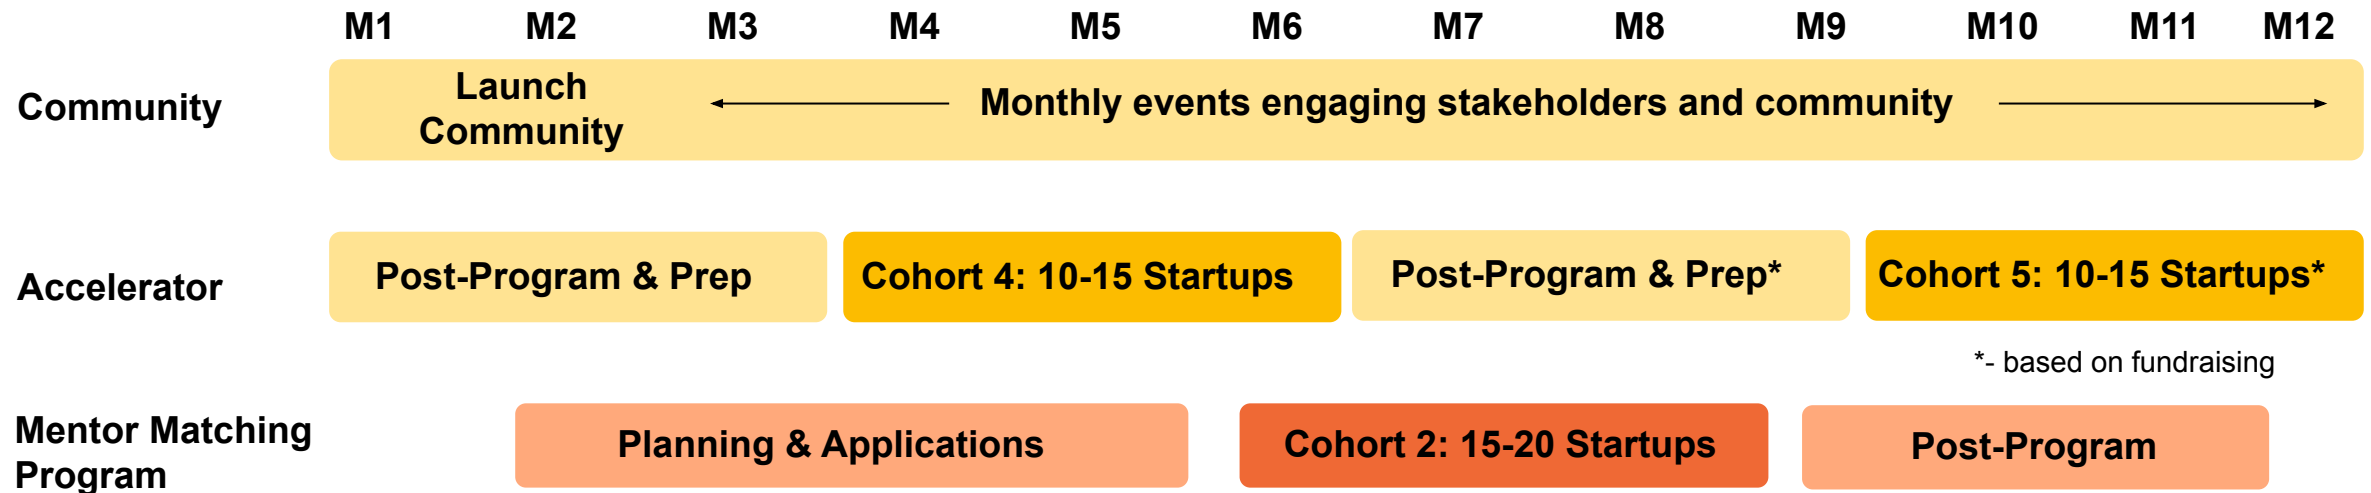 M1 M2 M3 M4 M5 M6 M7 M8 M9 M10 M11 M12
Community
Launch
Community
Monthly events engaging stakeholders and community
Accelerator
Post-Program & Prep
Cohort 4: 10-15 Startups
Post-Program & Prep*
Cohort 5: 10-15 Startups*
*- based on fundraising
Mentor Matching
Program
Planning & Applications
Cohort 2: 15-20 Startups
Post-Program